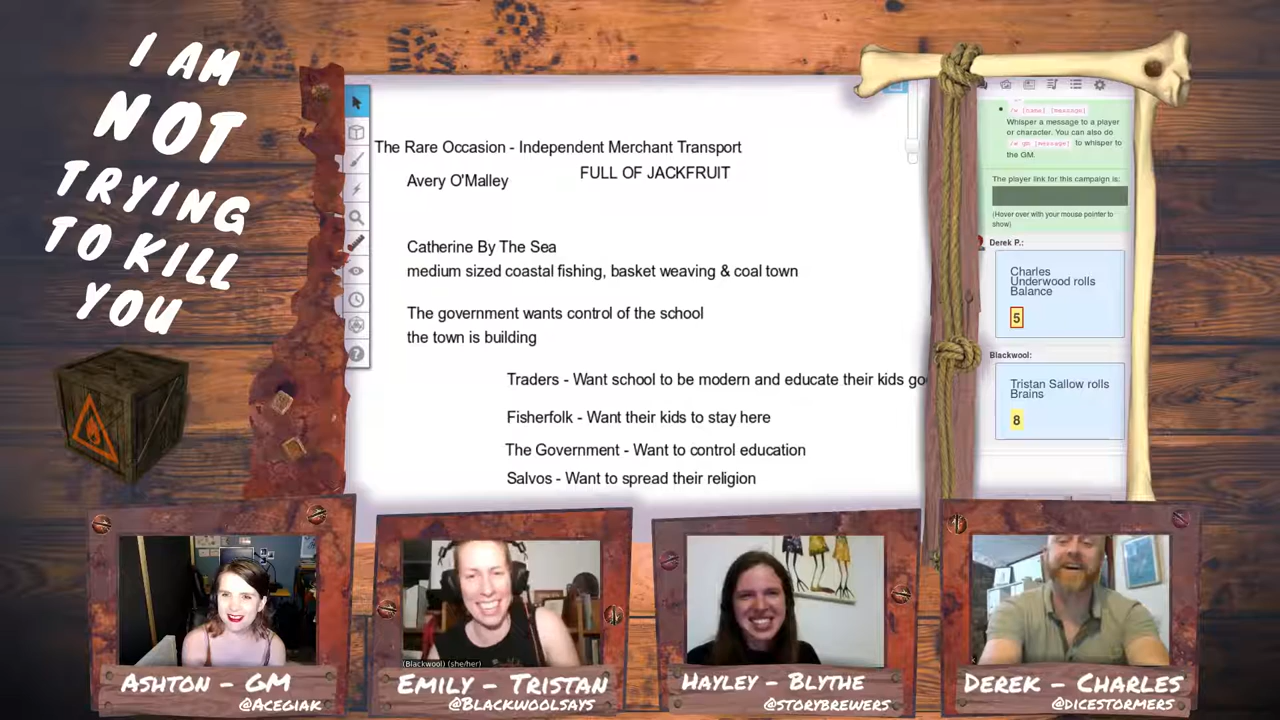 I AM
NOT
TRYING
TO KILL
YOU
The Rare Occasion - Independent Merchant Transport
FULL OF JACKFRUIT
Avery O'Malley
Catherine By The Sea
medium sized coastal fishing, basket weaving & coal town
The government wants control of the school
the town is building
Traders - Want school to be modern and educate their kids go
Fisherfolk - Want their kids to stay here
The Government - Want to control education
Salvos - Want to spread their religion
/w [name] [message]
Whisper a message to a player
or character. You can also do
/w gm [message] to whisper to
the GM.
The player link for this campaign is:
(Hover over with your mouse pointer to
show)
Derek P.:
Charles
Underwood rolls
Balance
5
Blackwool:
Tristan Sallow rolls
Brains
8
(Blackwool) (she/her)
ASHTON - GM
@ACEGIAK
EMILY - TRISTAN
@BLACKWOOLSAYS
HAYLEY - BLYTHE
@STORYBREWERS
DEREK - CHARLES
@DICESTORMERS